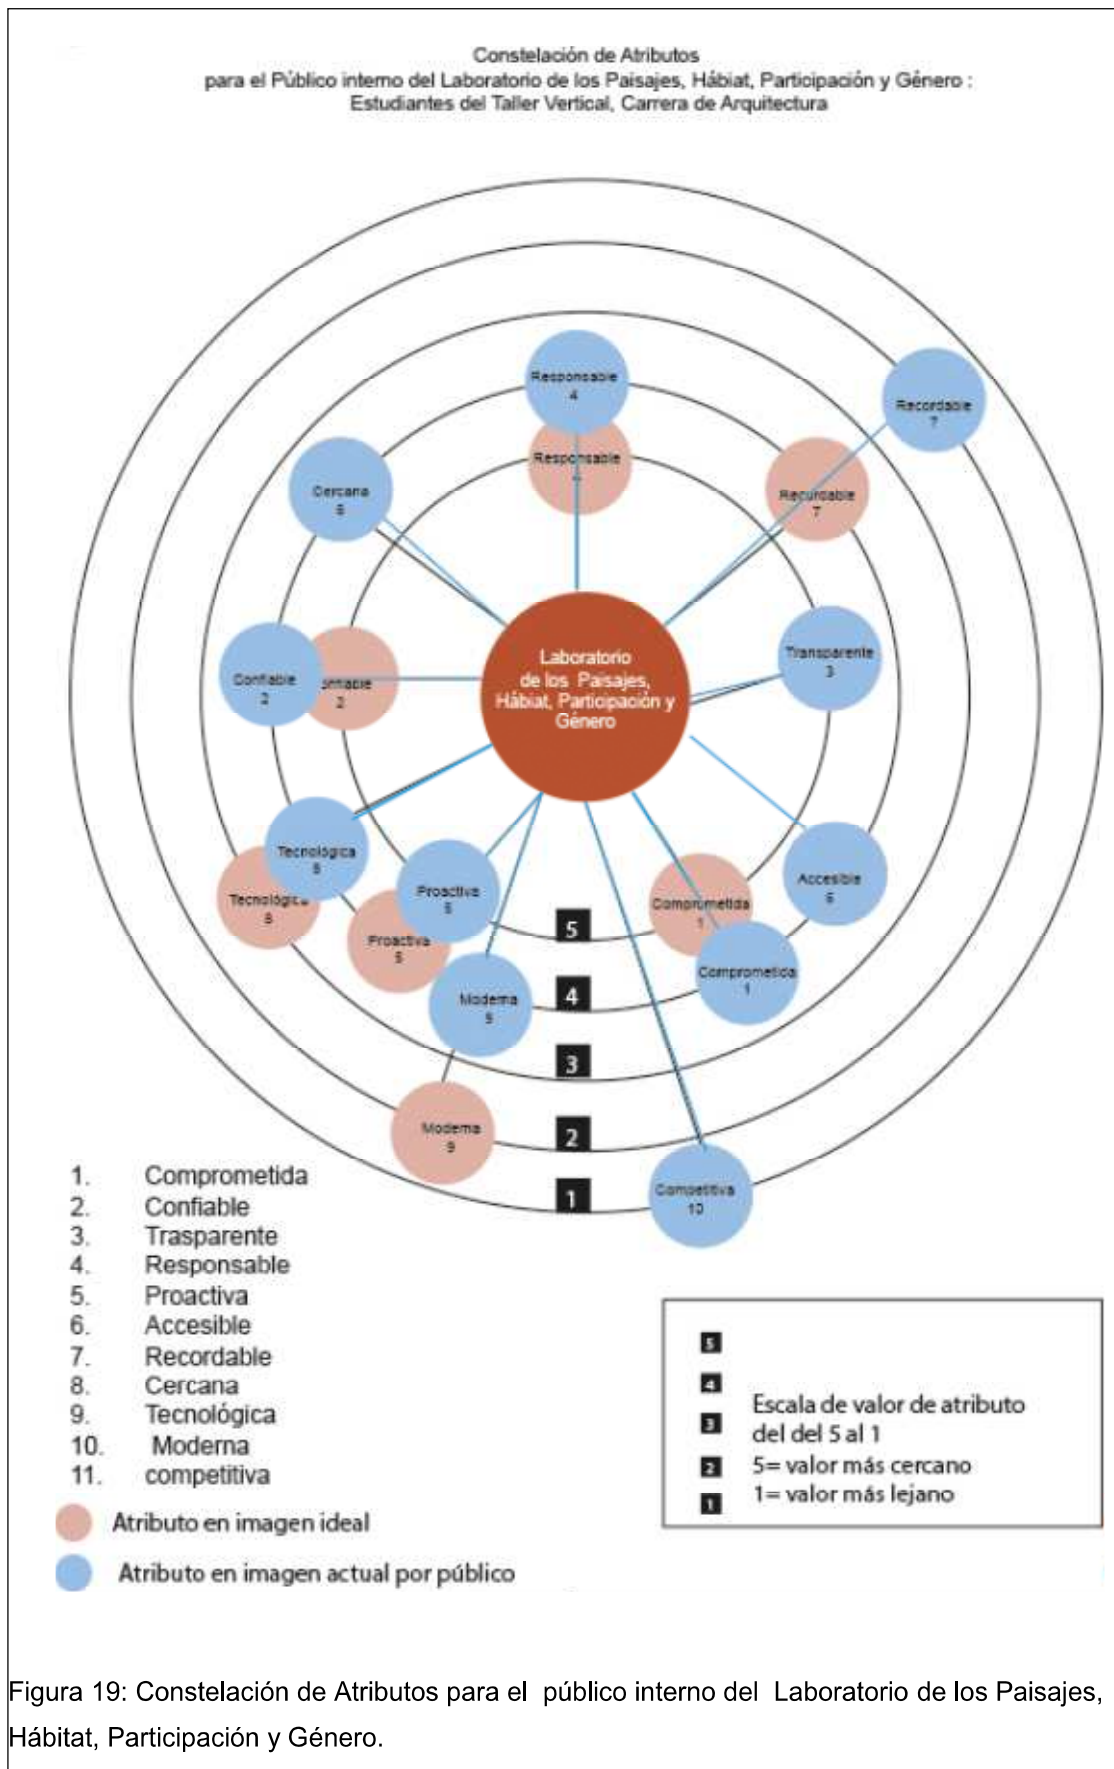 Constelación de Atributos
para el Público interno del Laboratorio de los Paisajes, Hábiat, Participación y Género :
Estudiantes del Taller Vertical, Carrera de Arquitectura
Responsable
4
Recordable
7
Responsable
Cercana
Recurdable
7
Laboratorio
de los Paisajes,
Hábiat, Participación y
Género
Transparente
3
Confiable
2
onfiable
2
Tecnológica
8
Tecnológica
8
Proactiva
5
Proactiva
5
Accesible
6
Comprometida
1
Comprometida
1
Moderna
9
Moderna
9
Competitiva
10
5
4
3
2
1
1. Comprometida
2. Confiable
3. Trasparente
4. Responsable
5. Proactiva
6. Accesible
7. Recordable
8. Cercana
9. Tecnológica
10. Moderna
11. competitiva
Atributo en imagen ideal
Atributo en imagen actual por público
5
4
3
2
1
Escala de valor de atributo
del del 5 al 1
5= valor más cercano
1= valor más lejano
Figura 19: Constelación de Atributos para el público interno del Laboratorio de los Paisajes,
Hábitat, Participación y Género.